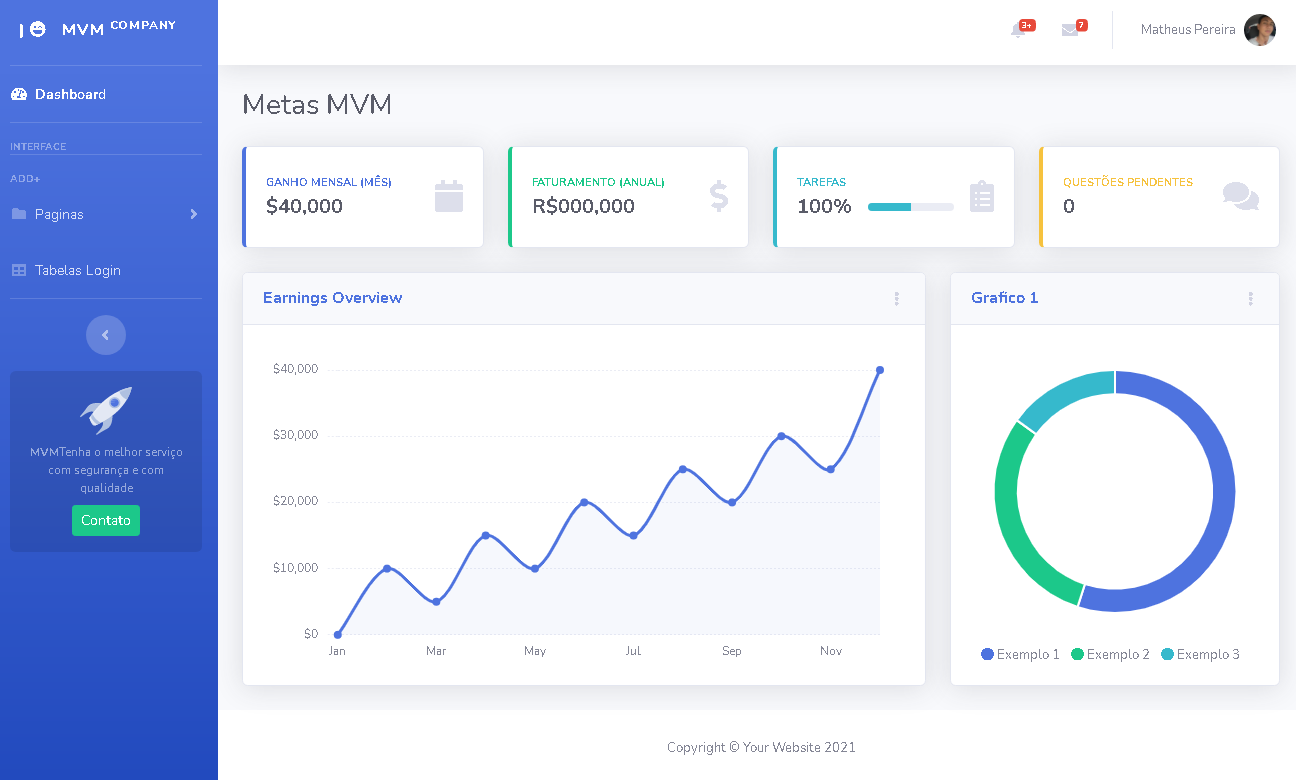 MVM COMPANY
3+
7
Matheus Pereira
Dashboard
INTERFACE
ADD+
Paginas
Tabelas Login
MVMTenha o melhor serviço
com segurança e com
qualidade
Contato
Metas MVM
GANHO MENSAL (MÊS)
$40,000
FATURAMENTO (ANUAL)
R$000,000
TAREFAS
100%
QUESTÕES PENDENTES
0
Earnings Overview
$40,000
$30,000
$20,000
$10,000
$0
Jan Mar May Jul Sep Nov
Grafico 1
Exemplo 1 Exemplo 2 Exemplo 3
Copyright © Your Website 2021